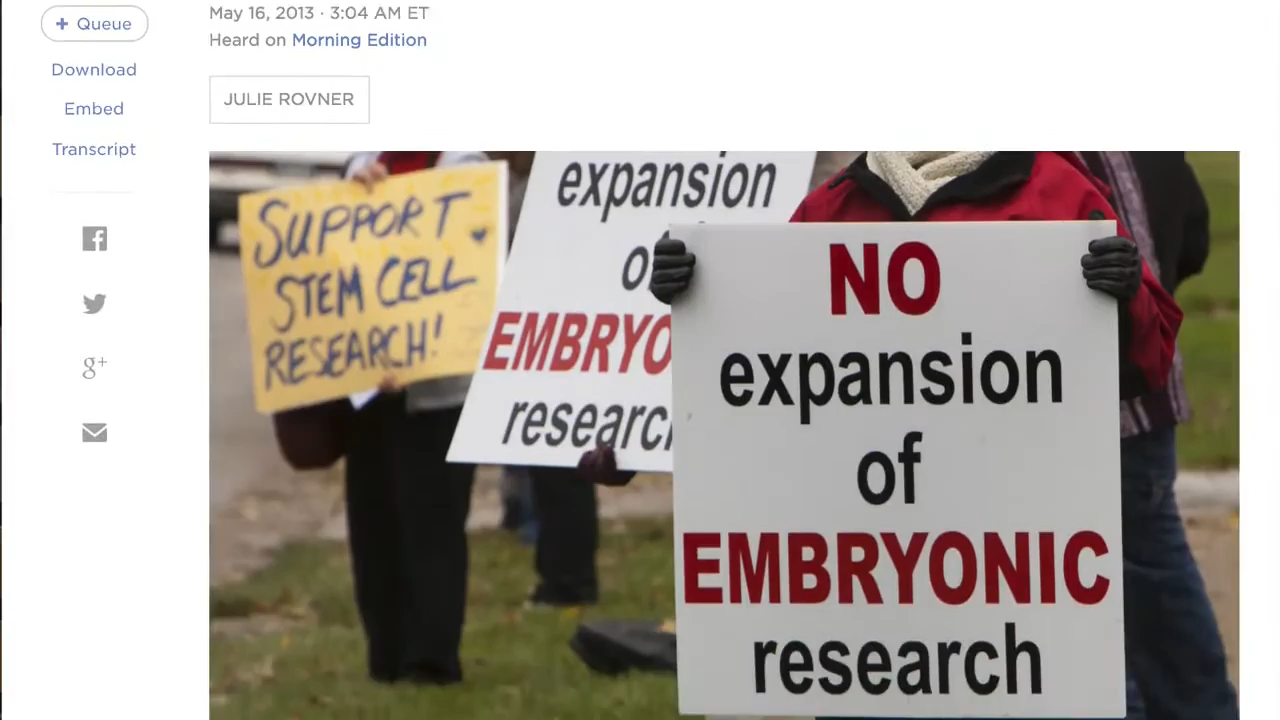 + Queue
Download
Embed
Transcript
g+
May 16, 2013 · 3:04 AM ET
Heard on Morning Edition
JULIE ROVNER
SUPPORT
STEM CELL
RESEARCH!
expansion
EMBRYO
research
NO
expansion
of
EMBRYONIC
research